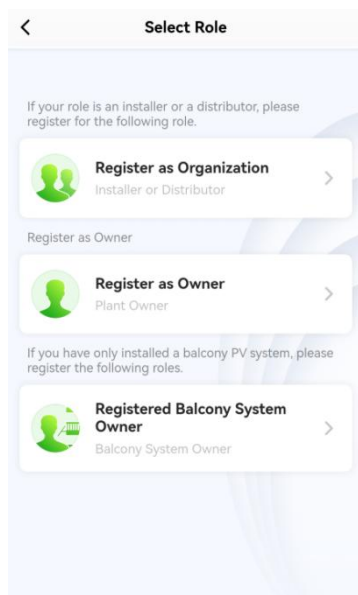 Select Role
If your role is an installer or a distributor, please
register for the following role.
Register as Organization
Installer or Distributor
Register as Owner
Register as Owner
Plant Owner
If you have only installed a balcony PV system, please
register the following roles.
Registered Balcony System
Owner
Balcony System Owner